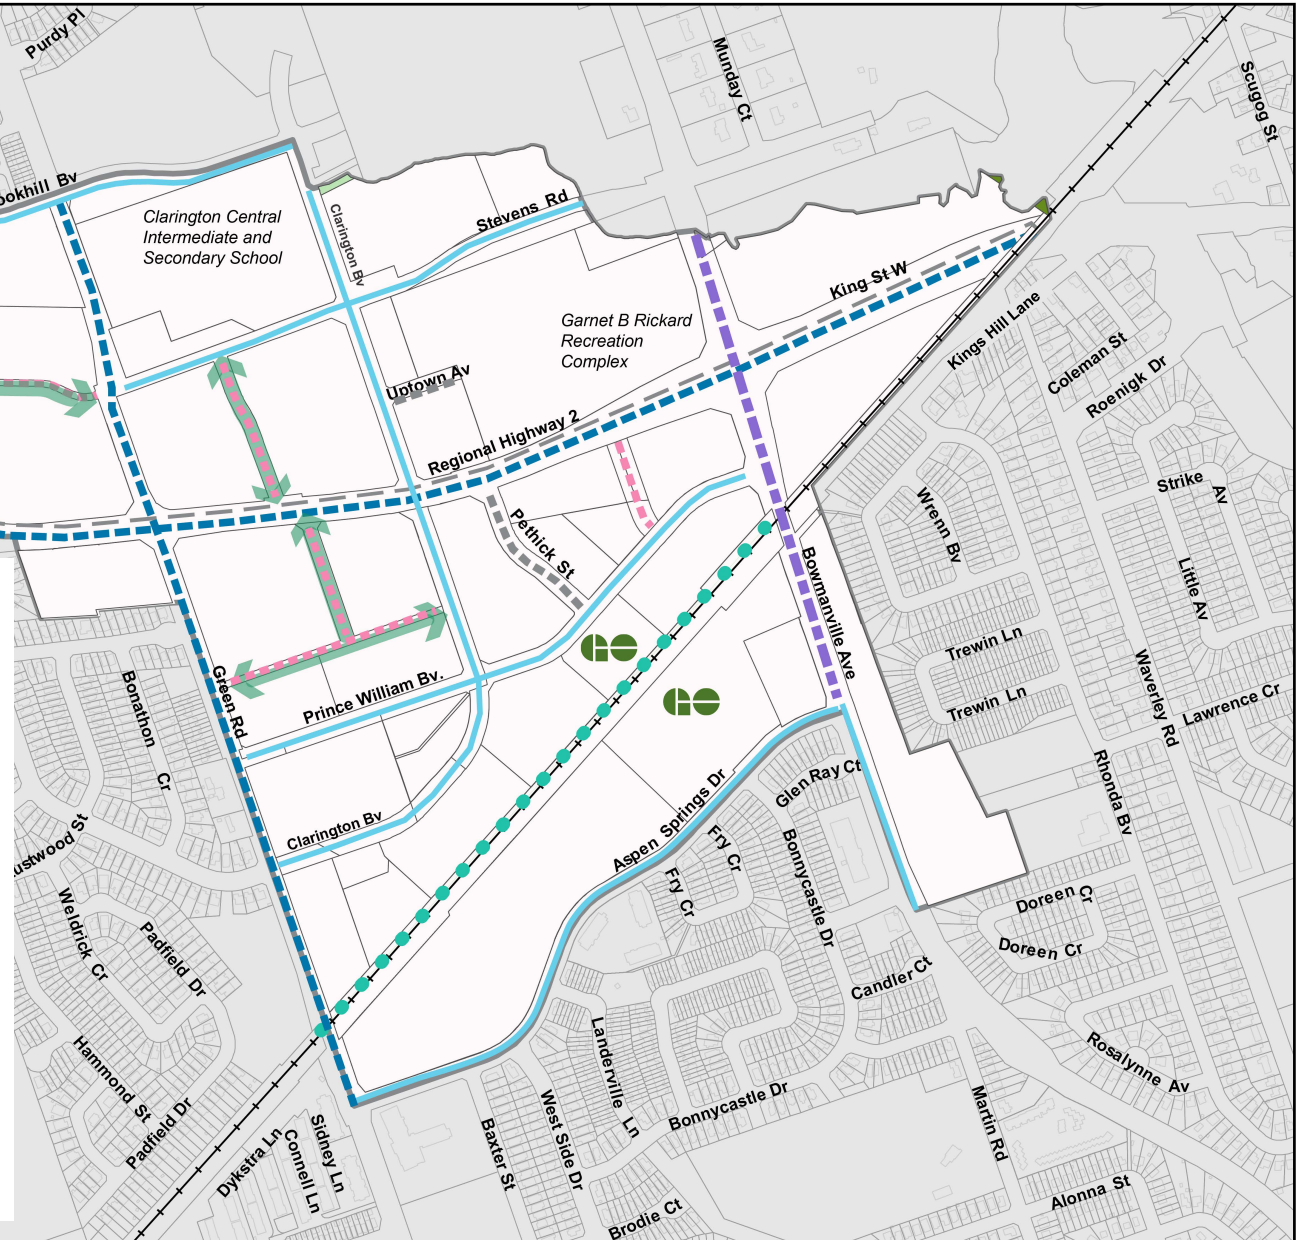 Purdy Pl
Munday Ct
Scugog St
ookhill Bv
Clarington Central
Intermediate and
Secondary School
Clarington Bv
Stevens Rd
King St W
Garnet B Rickard
Recreation
Complex
Kings Hill Lane
Coleman St
Roenigk Dr
Uptown Av
Regional Highway 2
Strike Av
Wrenn Bv
Pethick St
Little Av
Bowmanville Ave
Trewin Ln
Trewin Ln
Waverley Rd
Lawrence Cr
GO
GO
Green Rd
Bonathon Cr
Prince William Bv.
Rhonda Bv
Glen Ray Ct
Aspen Springs Dr
Clarington Bv
ustwood St
Fry Cr
Fry Cr
Bonnycastle Dr
Doreen Cr
Doreen Cr
Weldrick Cr
Padfield Dr
Candler Ct
Landerville Ln
Rosalynne Av
Hammond St
Padfield Dr
Bonnycastle Dr
Martin Rd
West Side Dr
Baxter St
Sidney Ln
Connell Ln
Dykstra Ln
Alonna St
Brodie Ct